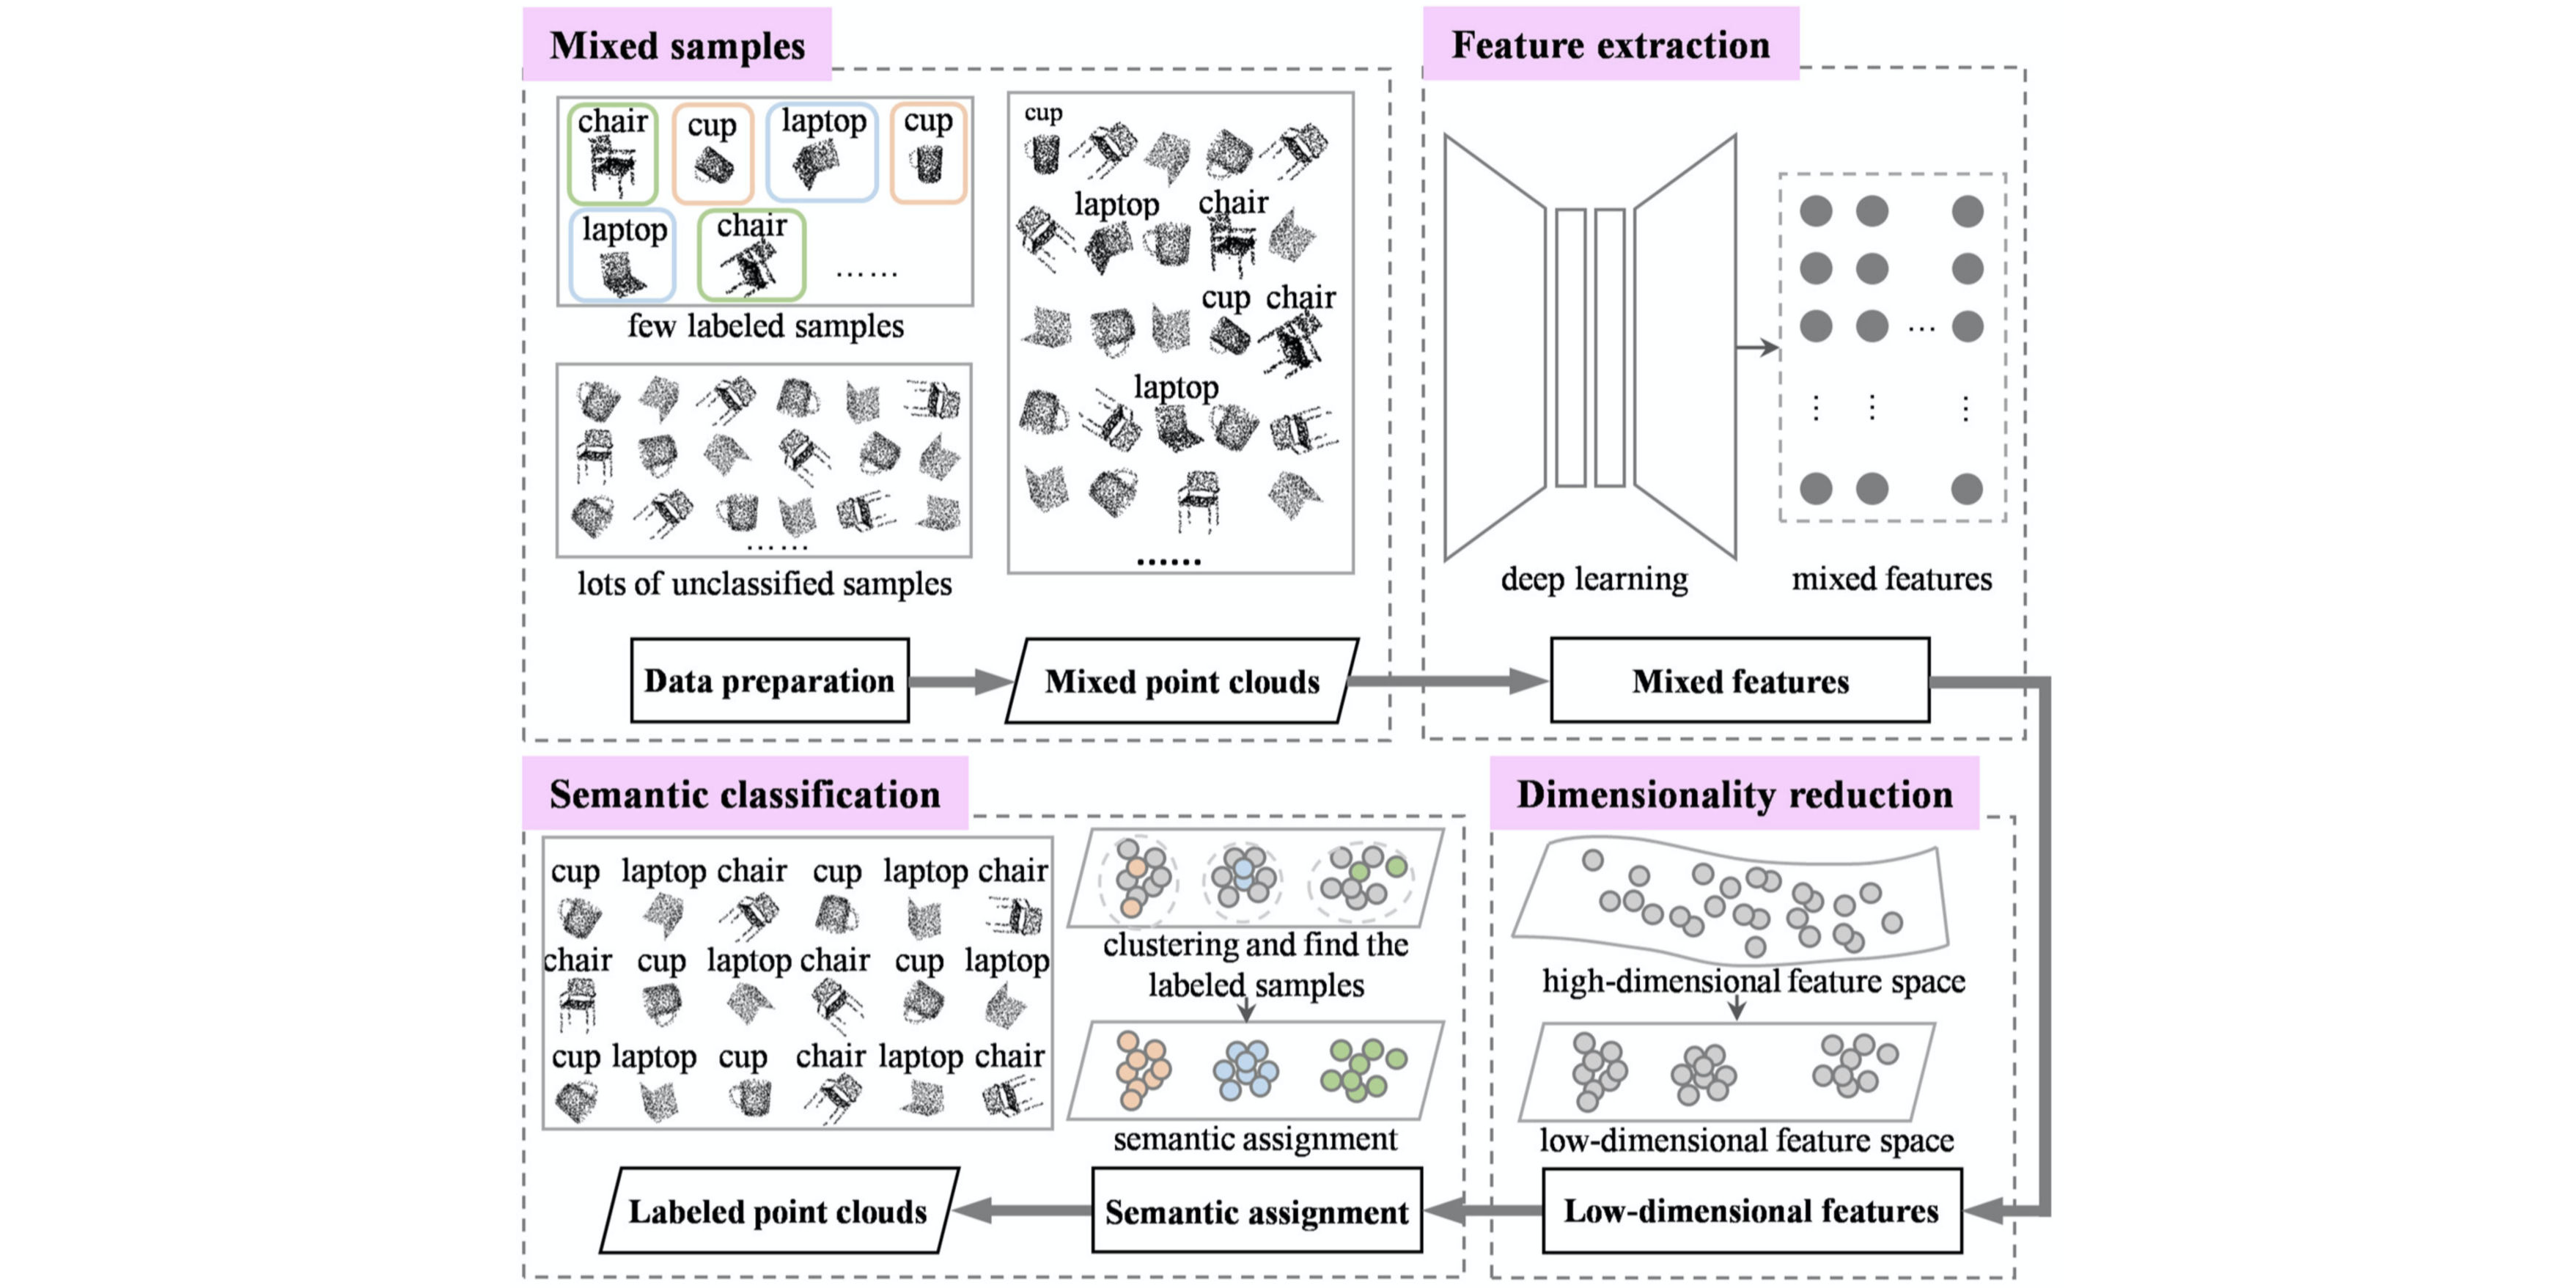 Mixed samples
chair cup laptop cup
laptop chair
......
few labeled samples
......
lots of unclassified samples
cup
laptop chair
cup chair
laptop
......
Data preparation
Mixed point clouds
Feature extraction
...
deep learning
mixed features
Mixed features
Semantic classification
cup laptop chair cup laptop chair
chair cup laptop chair cup laptop
cup laptop cup chair laptop chair
clustering and find the
labeled samples
semantic assignment
Labeled point clouds
Semantic assignment
Dimensionality reduction
high-dimensional feature space
low-dimensional feature space
Low-dimensional features